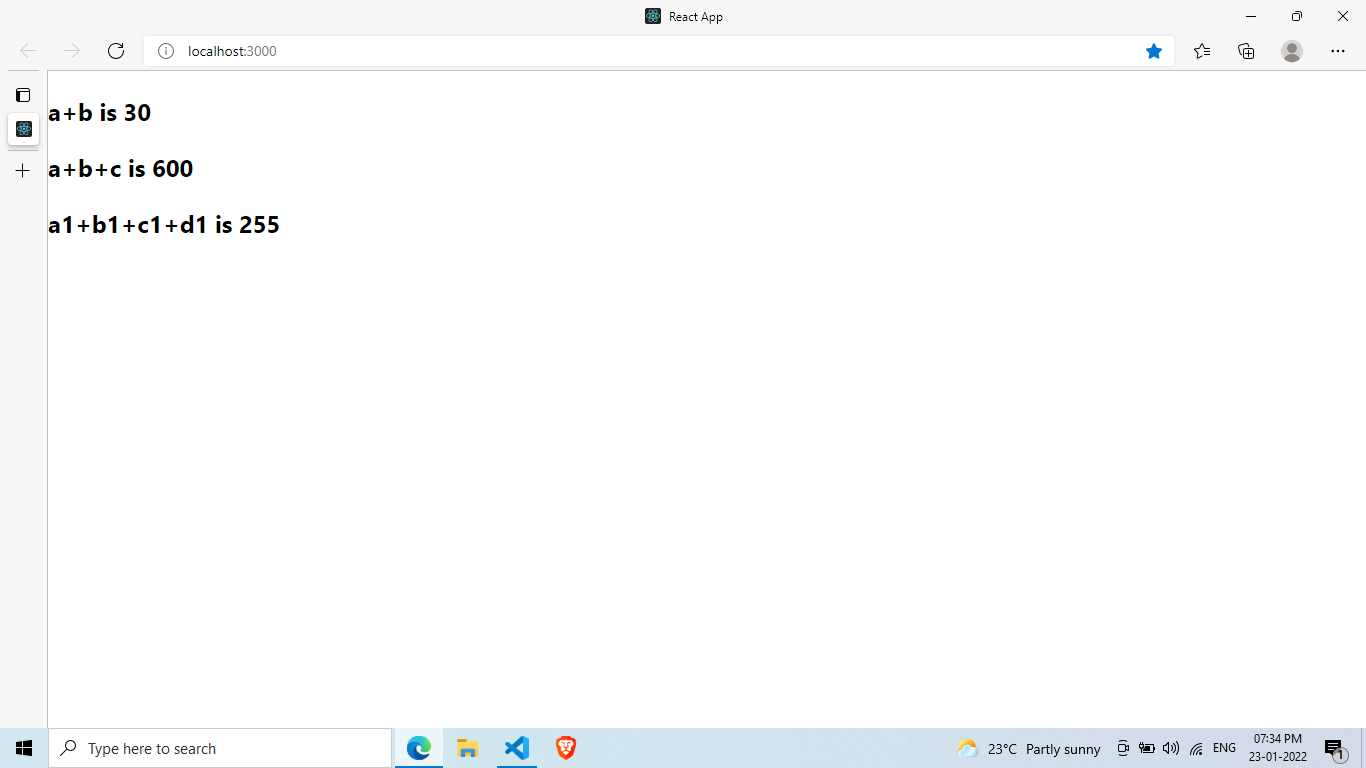 React App
localhost:3000
a+b is 30
a+b+c is 600
a1+b1+c1+d1 is 255
Type here to search
23°C Partly sunny
ENG
07:34 PM
23-01-2022
1